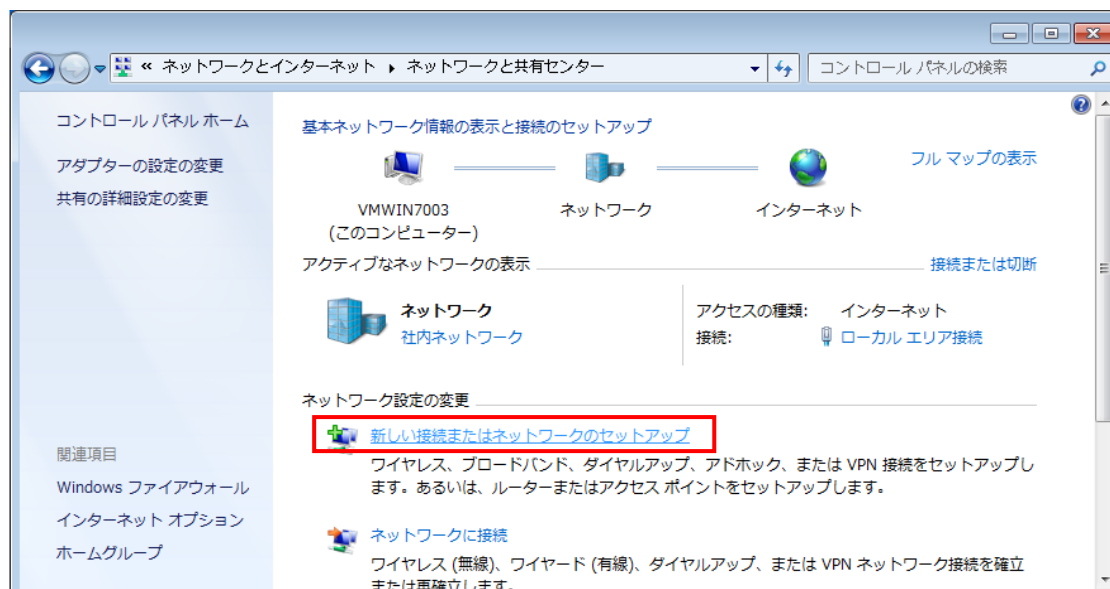 « ネットワークとインターネット ▸ ネットワークと共有センター
コントロール パネルの検索
コントロール パネル ホーム
アダプターの設定の変更
共有の詳細設定の変更
基本ネットワーク情報の表示と接続のセットアップ
フル マップの表示
VMWIN7003
(このコンピューター)
ネットワーク
インターネット
アクティブなネットワークの表示
接続または切断
ネットワーク
社内ネットワーク
アクセスの種類: インターネット
接続: ローカル エリア接続
ネットワーク設定の変更
新しい接続またはネットワークのセットアップ
ワイヤレス、ブロードバンド、ダイヤルアップ、アドホック、または VPN 接続をセットアップし
ます。あるいは、ルーターまたはアクセス ポイントをセットアップします。
ネットワークに接続
ワイヤレス (無線)、ワイヤード (有線)、ダイヤルアップ、または VPN ネットワーク接続を確立
または再確立します。
関連項目
Windows ファイアウォール
インターネット オプション
ホームグループ